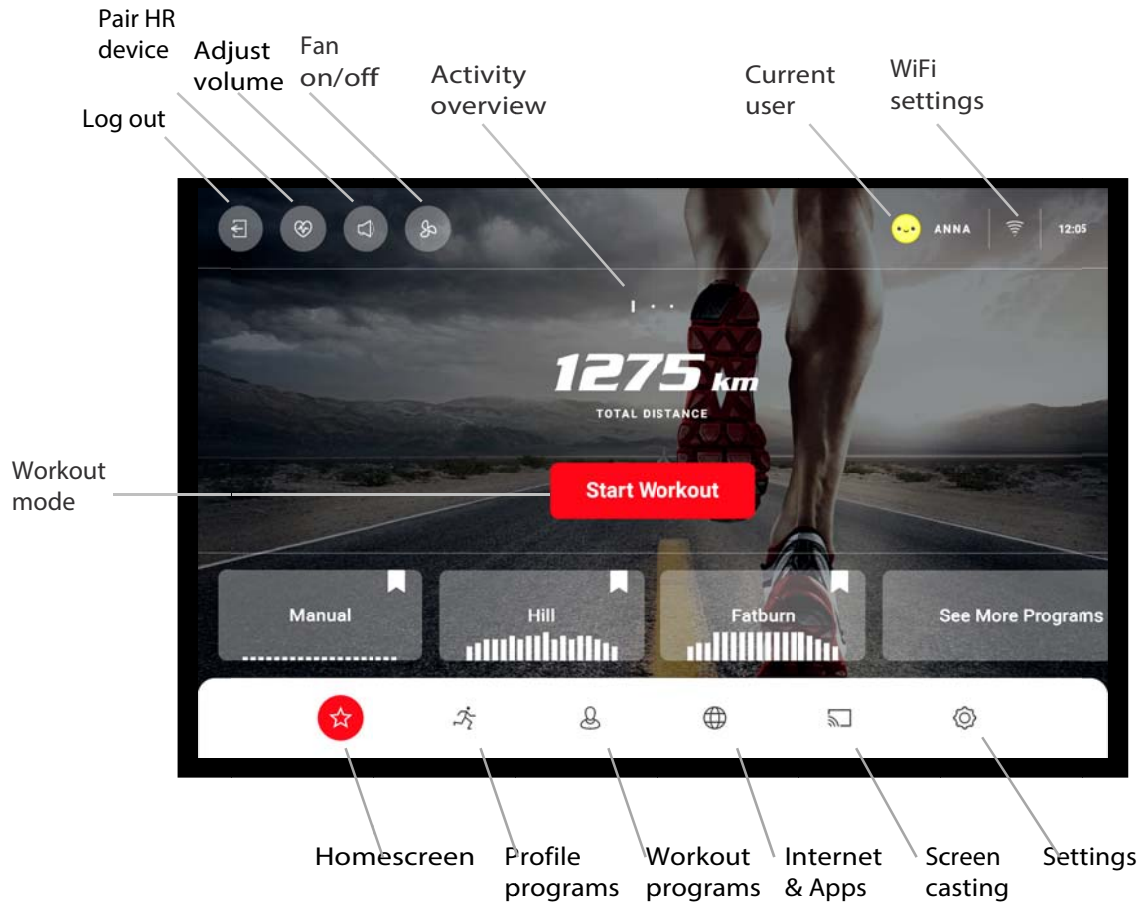 Pair HR
device
Adjust
volume
Fan
on/off
Activity
overview
Current
user
WiFi
settings
Log out
ANNA
12:05
1275 km
TOTAL DISTANCE
Workout
mode
Start Workout
Manual
Hill
Fatburn
See More Programs
Homescreen
Profile
programs
Workout
programs
Internet
& Apps
Screen
casting
Settings